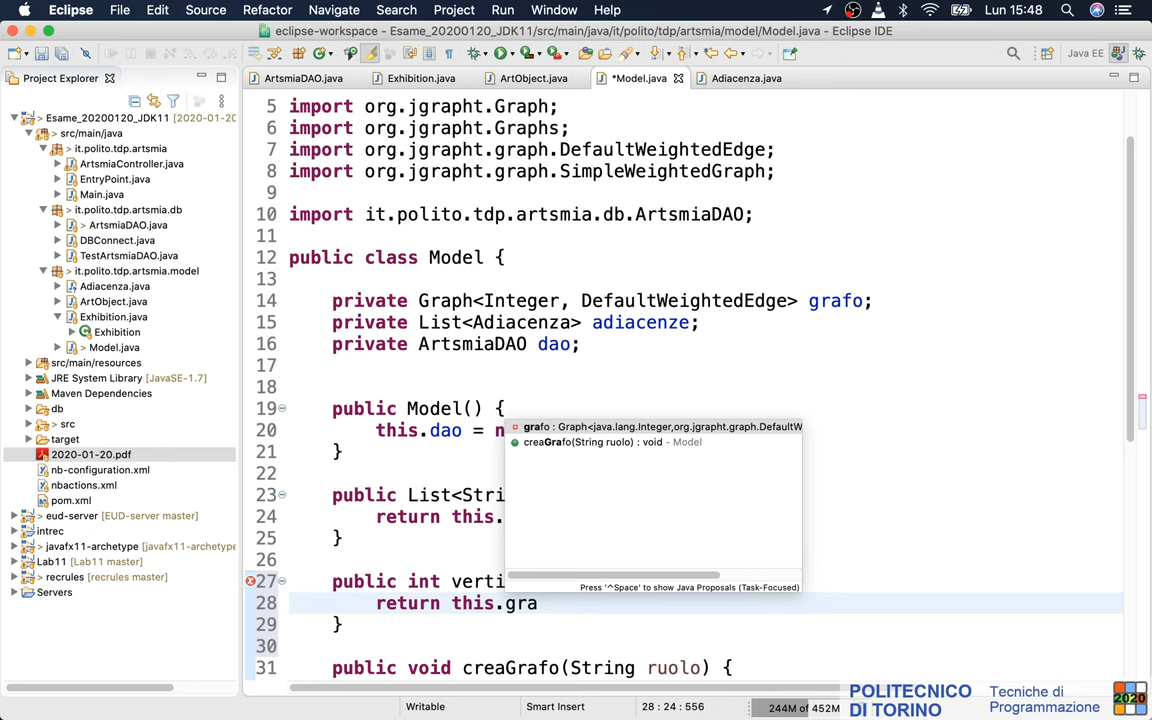 Eclipse File Edit Source Refactor Navigate Search Project Run Window Help Lun 15:48
eclipse-workspace - Esame_20200120_JDK11/src/main/java/it/polito/tdp/artsmia/model/Model.java - Eclipse IDE
Java EE
Project Explorer
ArtsmiaDAO.java Exhibition.java ArtObject.java *Model.java Adiacenza.java
> Esame_20200120_JDK11 [2020-01-20
> src/main/java
> it.polito.tdp.artsmia
ArtsmiaController.java
EntryPoint.java
Main.java
> it.polito.tdp.artsmia.db
> ArtsmiaDAO.java
DBConnect.java
TestArtsmiaDAO.java
> it.polito.tdp.artsmia.model
Adiacenza.java
ArtObject.java
Exhibition.java
Exhibition
> Model.java
src/main/resources
JRE System Library [JavaSE-1.7]
Maven Dependencies
db
> src
target
2020-01-20.pdf
nb-configuration.xml
nbactions.xml
pom.xml
> eud-server [EUD-server master]
intrec
> javafx11-archetype [javafx11-archetype
Lab11 [Lab11 master]
> recrules [recrules master]
Servers
5 import org.jgrapht.Graph;
6 import org.jgrapht.Graphs;
7 import org.jgrapht.graph.DefaultWeightedEdge;
8 import org.jgrapht.graph.SimpleWeightedGraph;
9
10 import it.polito.tdp.artsmia.db.ArtsmiaDAO;
11
12 public class Model {
13
14 private Graph<Integer, DefaultWeightedEdge> grafo;
15 private List<Adiacenza> adiacenze;
16 private ArtsmiaDAO dao;
17
18
19 public Model() {
20 this.dao = n
21 }
22
23 public List<Stri
24 return this.
25 }
26
27 public int verti
28 return this.gra
29 }
30
31 public void creaGrafo(String ruolo) {
grafo : Graph<java.lang.Integer,org.jgrapht.graph.DefaultW
creaGrafo(String ruolo) : void - Model
Press '^Space' to show Java Proposals (Task-Focused)
Writable Smart Insert 28 : 24 : 556 244M of 452M
POLITECNICO
DI TORINO
Tecniche di
Programmazione
2020